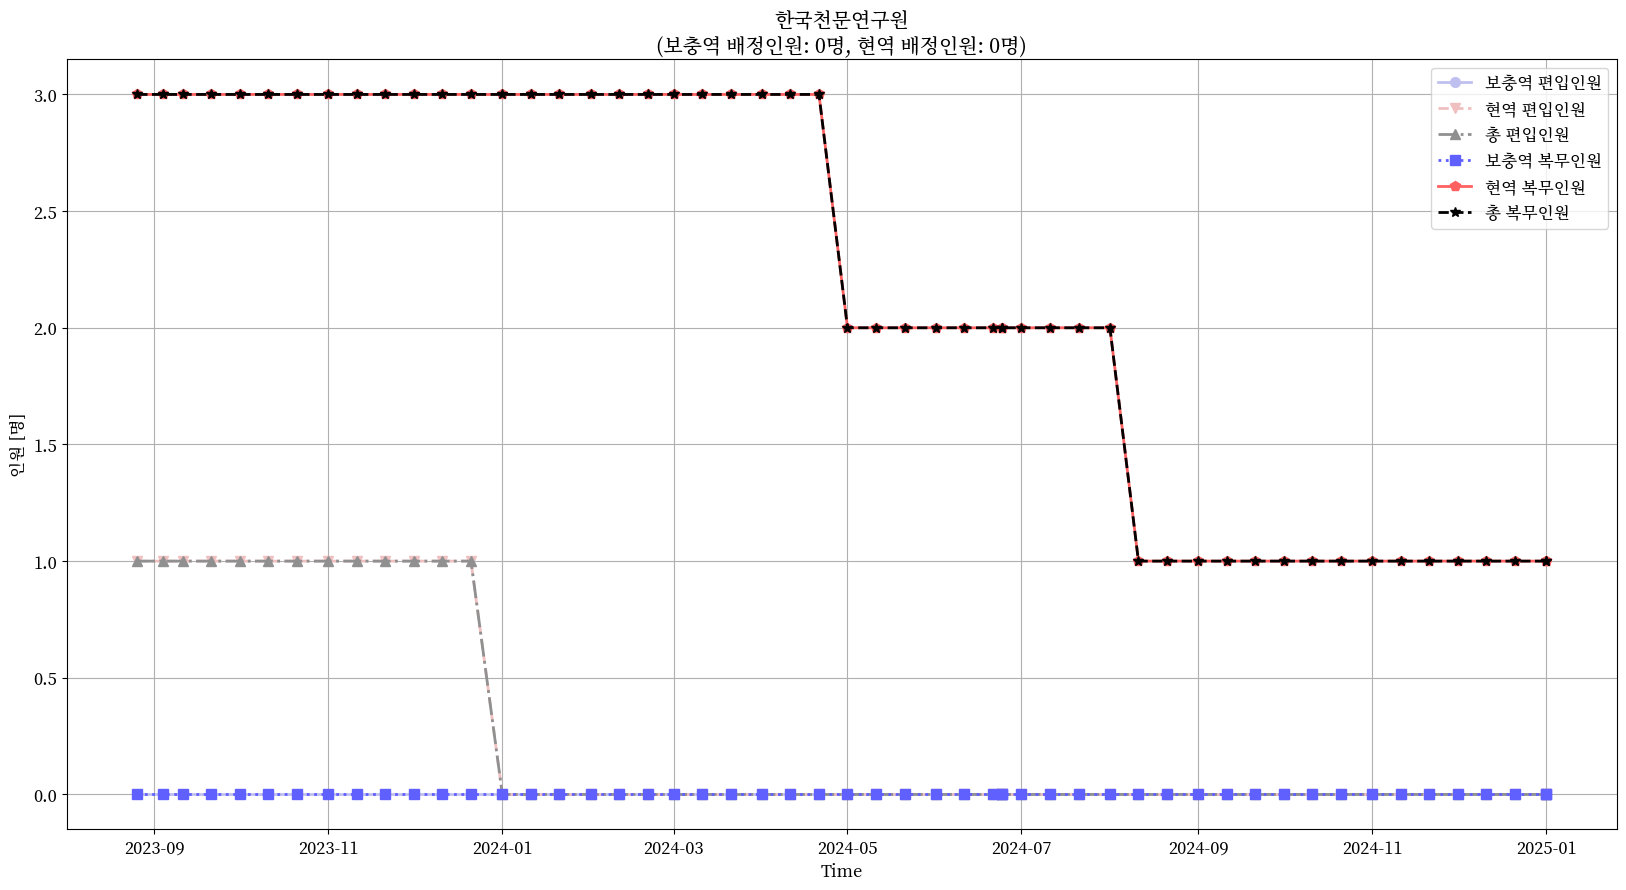 한국천문연구원
(보충역 배정인원: 0명, 현역 배정인원: 0명)
보충역 편입인원
현역 편입인원
총 편입인원
보충역 복무인원
현역 복무인원
총 복무인원
인원 [명]
3.0
2.5
2.0
1.5
1.0
0.5
0.0
2023-09
2023-11
2024-01
2024-03
2024-05
2024-07
2024-09
2024-11
2025-01
Time